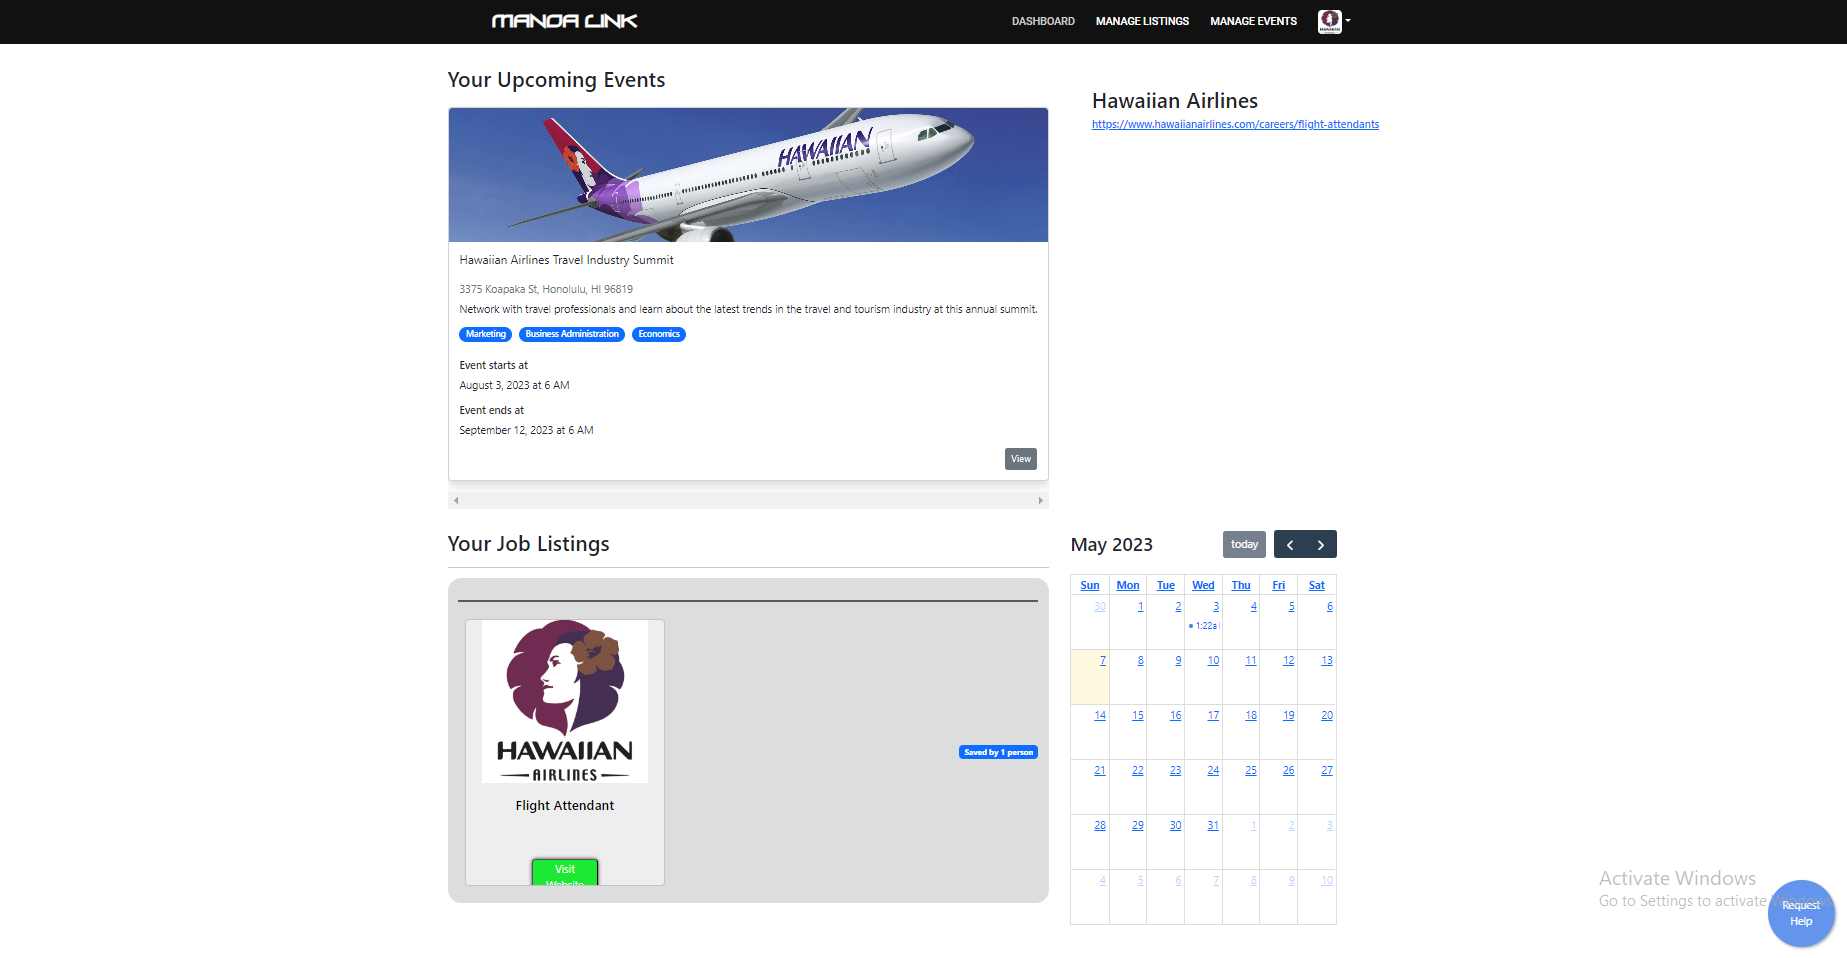 MANOA LINK
DASHBOARD MANAGE LISTINGS MANAGE EVENTS
Your Upcoming Events
Hawaiian Airlines
https://www.hawaiianairlines.com/careers/flight-attendants
HAWAIIAN
Hawaiian Airlines Travel Industry Summit
3375 Koapaka St, Honolulu, HI 96819
Network with travel professionals and learn about the latest trends in the travel and tourism industry at this annual summit.
Marketing Business Administration Economics
Event starts at
August 3, 2023 at 6 AM
Event ends at
September 12, 2023 at 6 AM
View
Your Job Listings
HAWAIIAN
AIRLINES
Flight Attendant
Visit
Website
Saved by 1 person
May 2023
today
Sun Mon Tue Wed Thu Fri Sat
30 1 2 3 4 5 6
1:22a
7 8 9 10 11 12 13
14 15 16 17 18 19 20
21 22 23 24 25 26 27
28 29 30 31 1 2 3
4 5 6 7 8 9 10
Activate Windows
Go to Settings to activate Windows.
Request
Help